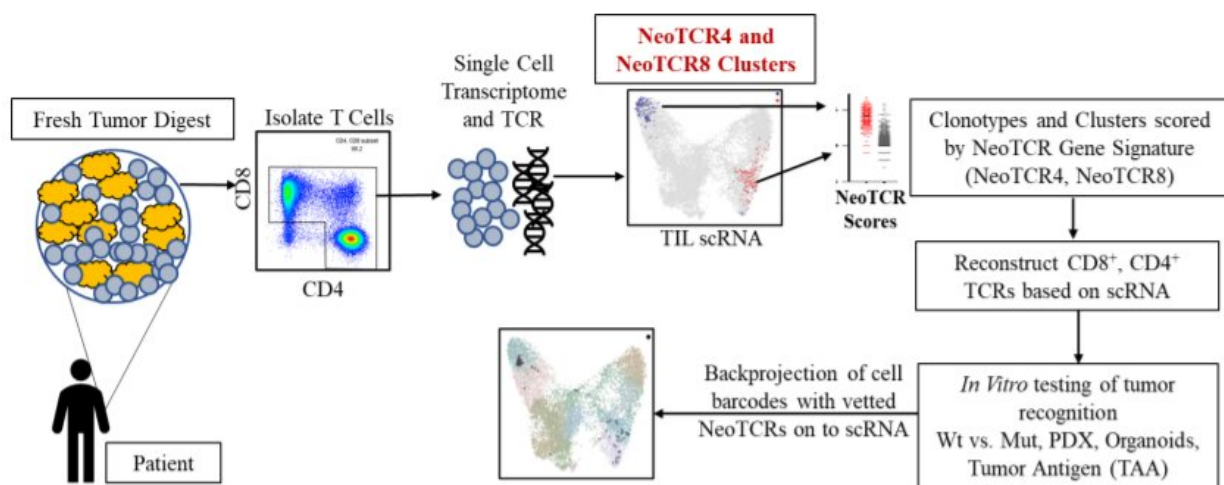 Fresh Tumor Digest
Patient
Isolate T Cells
CD8
CD4
Single Cell
Transcriptome
and TCR
NeoTCR4 and
NeoTCR8 Clusters
TIL scRNA
NeoTCR
Scores
Clonotypes and Clusters scored
by NeoTCR Gene Signature
(NeoTCR4, NeoTCR8)
Reconstruct CD8⁺, CD4⁺
TCRs based on scRNA
In Vitro testing of tumor
recognition
Wt vs. Mut, PDX, Organoids,
Tumor Antigen (TAA)
Backprojection of cell
barcodes with vetted
NeoTCRs on to scRNA